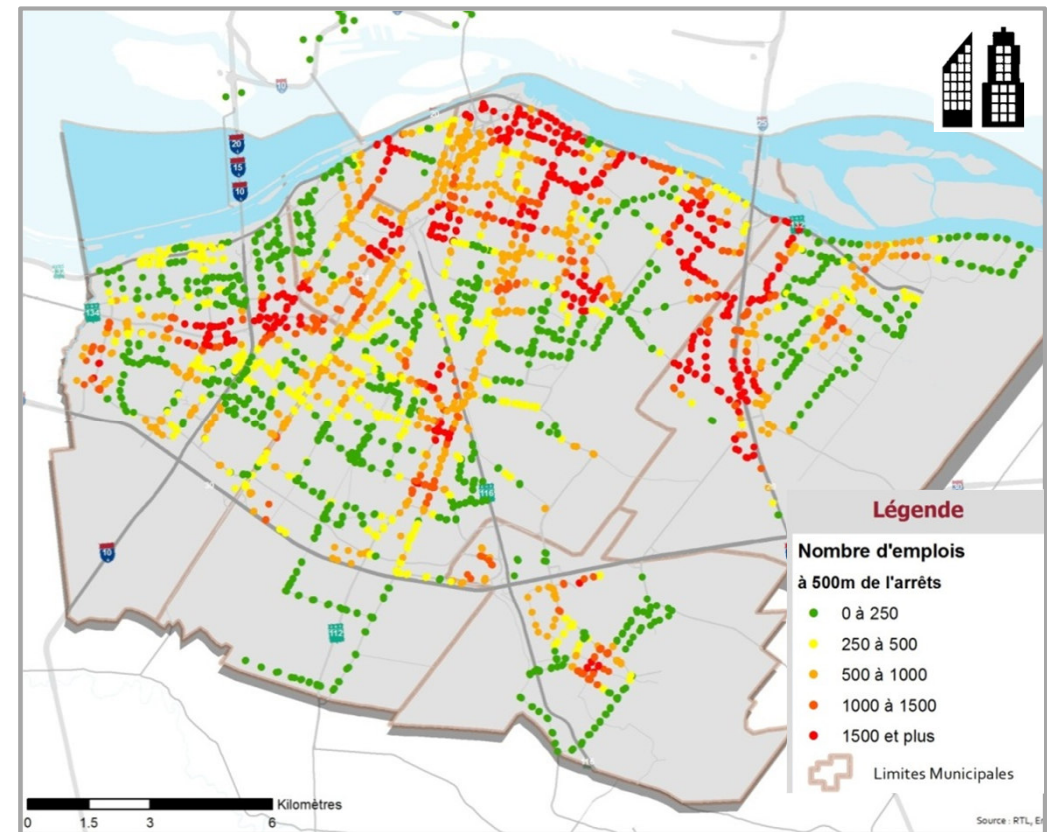 20
15
10
134
10
116
112
Légende
Nombre d'emplois
à 500m de l'arrêts
0 à 250
250 à 500
500 à 1000
1000 à 1500
1500 et plus
Limites Municipales
Kilomètres
0 1.5 3 6
Source : RTL,